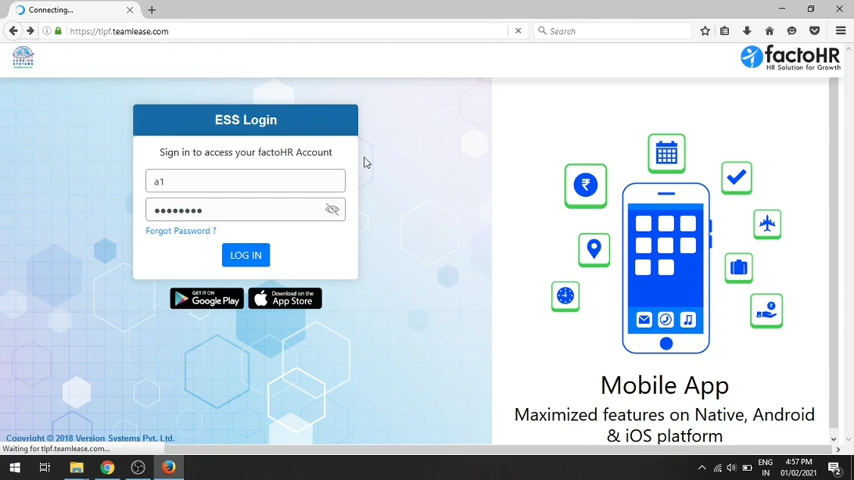 Connecting...
https://tlpf.teamlease.com
Search
VERSION
SYSTEMS
factoHR
HR Solution for Growth
ESS Login
Sign in to access your factoHR Account
a1
••••••••
Forgot Password ?
LOG IN
GET IT ON
Google Play
Download on the
App Store
Mobile App
Maximized features on Native, Android
& iOS platform
Copyright © 2018 Version Systems Pvt. Ltd.
Waiting for tlpf.teamlease.com...
ENG
IN
4:57 PM
01/02/2021
2